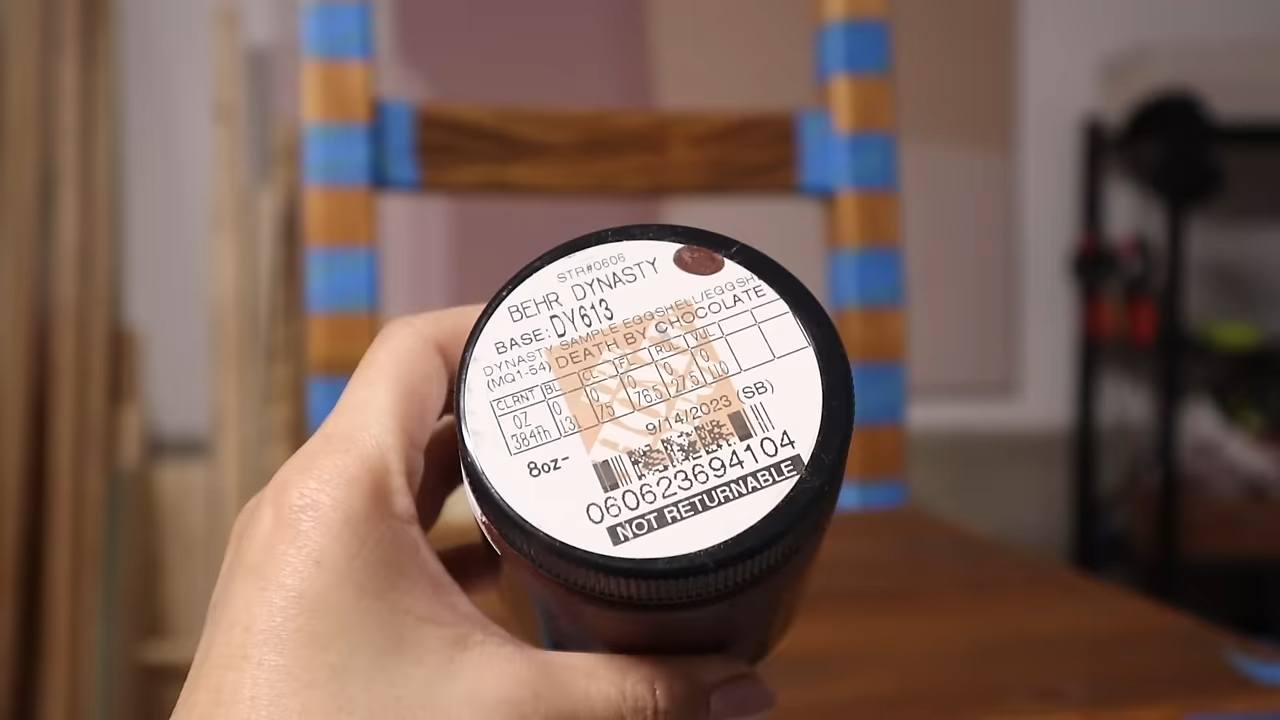 STR#0606
BEHR DYNASTY
BASE: DY613
DYNASTY SAMPLE EGGSHELL/EGGSH
(MQ1-54) DEATH BY CHOCOLATE
CLRNT BL CL FL RUL VUL
OZ 0 0 0 0 0
384th 13 75 76.5 27.5 110
9/14/2023 (SB)
8oz-
060623694104
NOT RETURNABLE